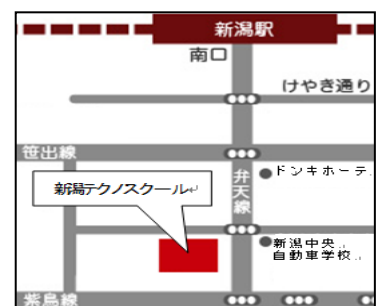 新潟駅
南口
けやき通り
笹出線
弁天線
ドンキホーテ
新潟テクノスクール
新潟中央
自動車学校
紫鳥線